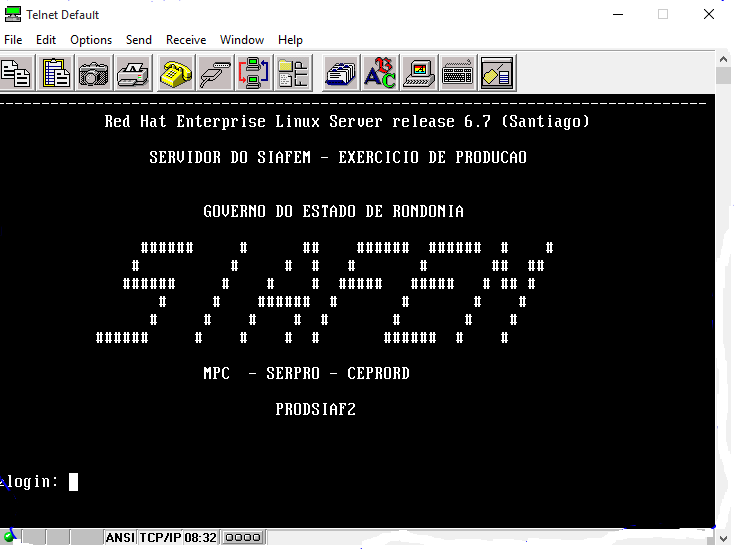 Telnet Default
File Edit Options Send Receive Window Help
Red Hat Enterprise Linux Server release 6.7 (Santiago)
SERVIDOR DO SIAFEM - EXERCICIO DE PRODUCAO
GOVERNO DO ESTADO DE RONDONIA
SIAFEM
MPC - SERPRO - CEPRORD
PRODSIAF2
login:
ANSI TCP/IP 08:32